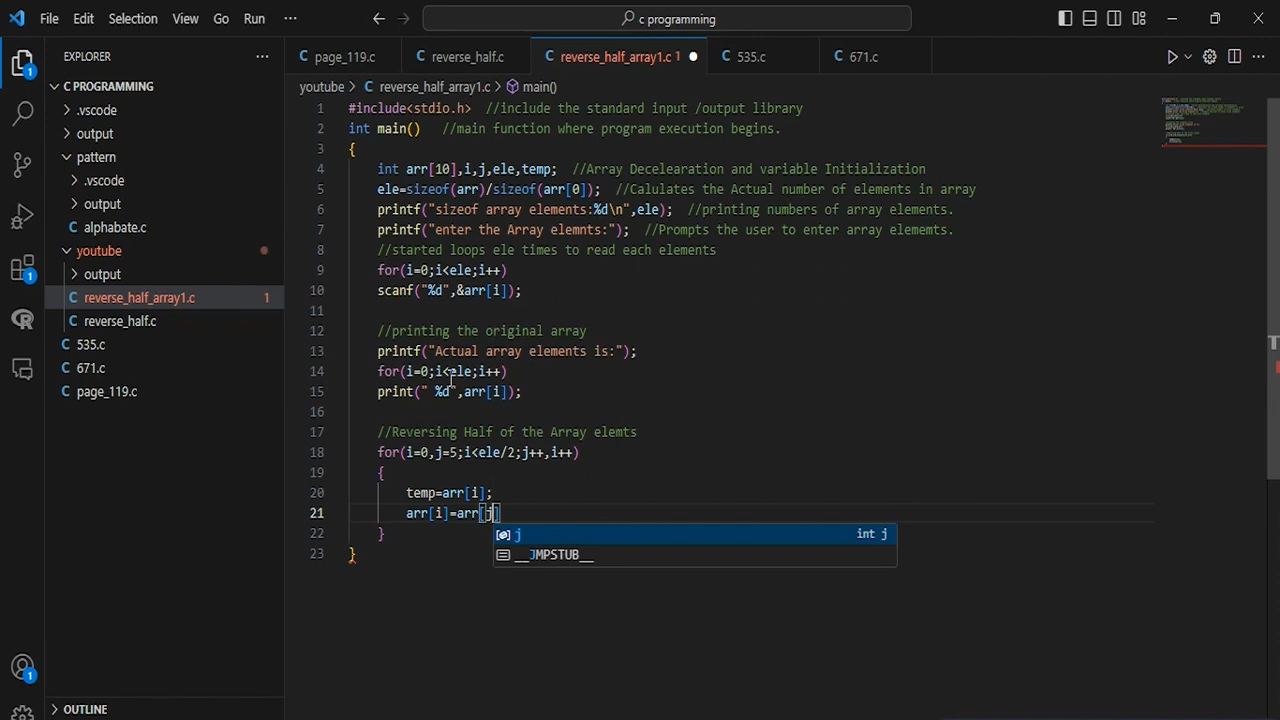 File Edit Selection View Go Run ··· c programming
EXPLORER ···
page_119.c reverse_half.c reverse_half_array1.c 1 535.c 671.c
C PROGRAMMING
.vscode
output
pattern
.vscode
output
alphabate.c
youtube
output
reverse_half_array1.c 1
reverse_half.c
535.c
671.c
page_119.c
OUTLINE
1
1
1
youtube > C reverse_half_array1.c > main()
1 #include<stdio.h> //include the standard input /output library
2 int main() //main function where program execution begins.
3 {
4 int arr[10],i,j,ele,temp; //Array Decelearation and variable Initialization
5 ele=sizeof(arr)/sizeof(arr[0]); //Calulates the Actual number of elements in array
6 printf("sizeof array elements:%d\n",ele); //printing numbers of array elements.
7 printf("enter the Array elemnts:"); //Prompts the user to enter array elememts.
8 //started loops ele times to read each elements
9 for(i=0;i<ele;i++)
10 scanf("%d",&arr[i]);
11
12 //printing the original array
13 printf("Actual array elements is:");
14 for(i=0;i<ele;i++)
15 print(" %d",arr[i]);
16
17 //Reversing Half of the Array elemts
18 for(i=0,j=5;i<ele/2;j++,i++)
19 {
20 temp=arr[i];
21 arr[i]=arr[j]
22 }
23 }
j int j
__JMPSTUB__